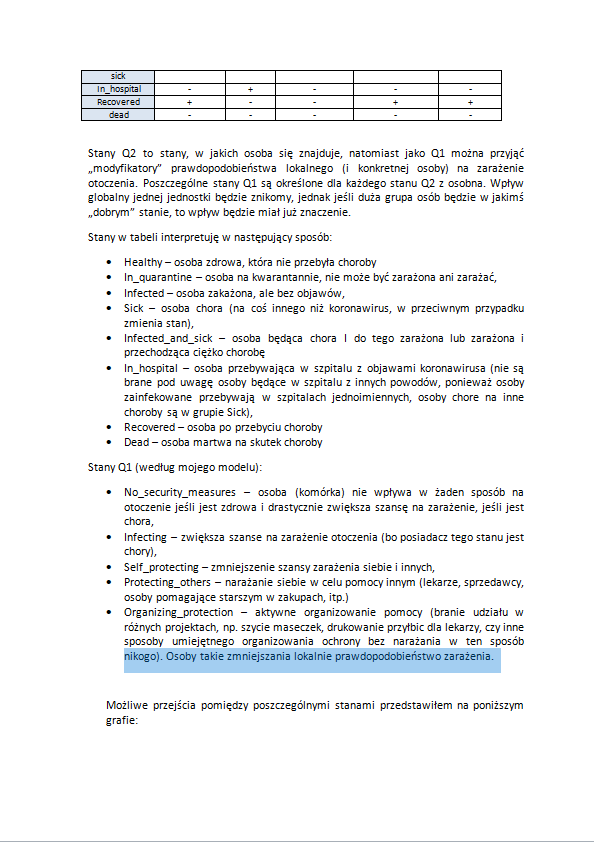 sick
In_hospital - + - - -
Recovered + - - + +
dead - - - - -
Stany Q2 to stany, w jakich osoba się znajduje, natomiast jako Q1 można przyjąć
„modyfikatory” prawdopodobieństwa lokalnego (i konkretnej osoby) na zarażenie
otoczenia. Poszczególne stany Q1 są określone dla każdego stanu Q2 z osobna. Wpływ
globalny jednej jednostki będzie znikomy, jednak jeśli duża grupa osób będzie w jakimś
„dobrym” stanie, to wpływ będzie miał już znaczenie.
Stany w tabeli interpretuję w następujący sposób:
• Healthy – osoba zdrowa, która nie przebyła choroby
• In_quarantine – osoba na kwarantannie, nie może być zarażona ani zarażać,
• Infected – osoba zakażona, ale bez objawów,
• Sick – osoba chora (na coś innego niż koronawirus, w przeciwnym przypadku
zmienia stan),
• Infected_and_sick – osoba będąca chora I do tego zarażona lub zarażona i
przechodząca ciężko chorobę
• In_hospital – osoba przebywająca w szpitalu z objawami koronawirusa (nie są
brane pod uwagę osoby będące w szpitalu z innych powodów, ponieważ osoby
zainfekowane przebywają w szpitalach jednoimiennych, osoby chore na inne
choroby są w grupie Sick),
• Recovered – osoba po przebyciu choroby
• Dead – osoba martwa na skutek choroby
Stany Q1 (według mojego modelu):
• No_security_measures – osoba (komórka) nie wpływa w żaden sposób na
otoczenie jeśli jest zdrowa i drastycznie zwiększa szansę na zarażenie, jeśli jest
chora,
• Infecting – zwiększa szanse na zarażenie otoczenia (bo posiadacz tego stanu jest
chory),
• Self_protecting – zmniejszenie szansy zarażenia siebie i innych,
• Protecting_others – narażanie siebie w celu pomocy innym (lekarze, sprzedawcy,
osoby pomagające starszym w zakupach, itp.)
• Organizing_protection – aktywne organizowanie pomocy (branie udziału w
różnych projektach, np. szycie maseczek, drukowanie przyłbic dla lekarzy, czy inne
sposoby umiejętnego organizowania ochrony bez narażania w ten sposób
nikogo). Osoby takie zmniejszania lokalnie prawdopodobieństwo zarażenia.
Możliwe przejścia pomiędzy poszczególnymi stanami przedstawiłem na poniższym
grafie: